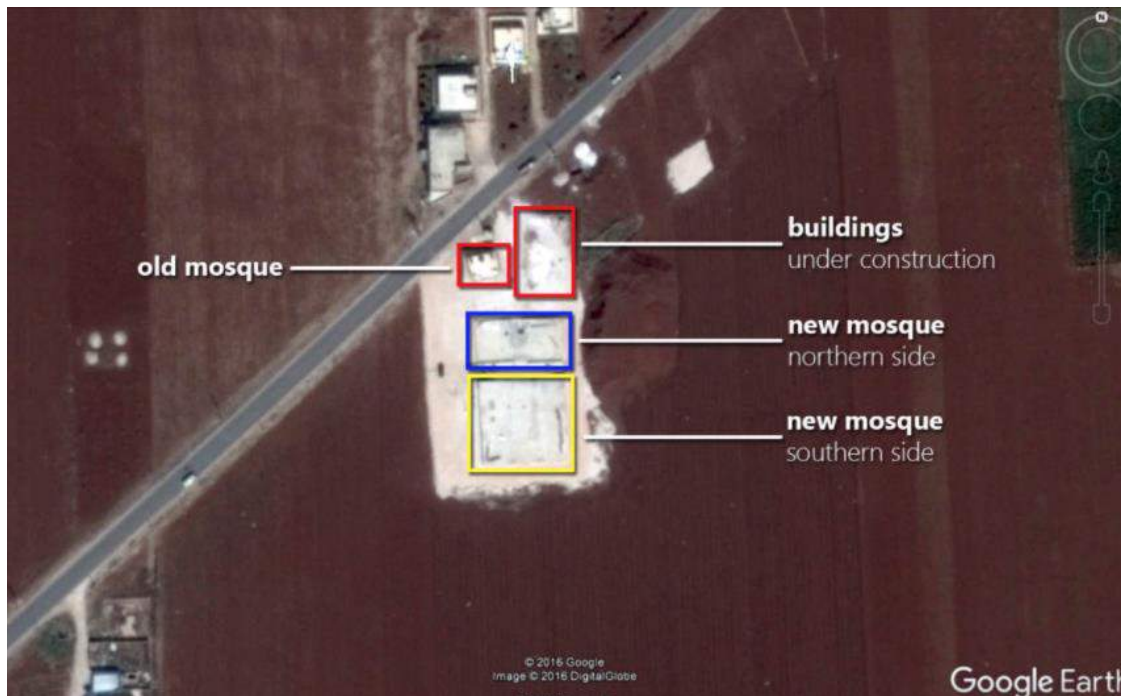 N
buildings
under construction
old mosque
new mosque
northern side
new mosque
southern side
© 2016 Google
Image © 2016 DigitalGlobe
Google Earth